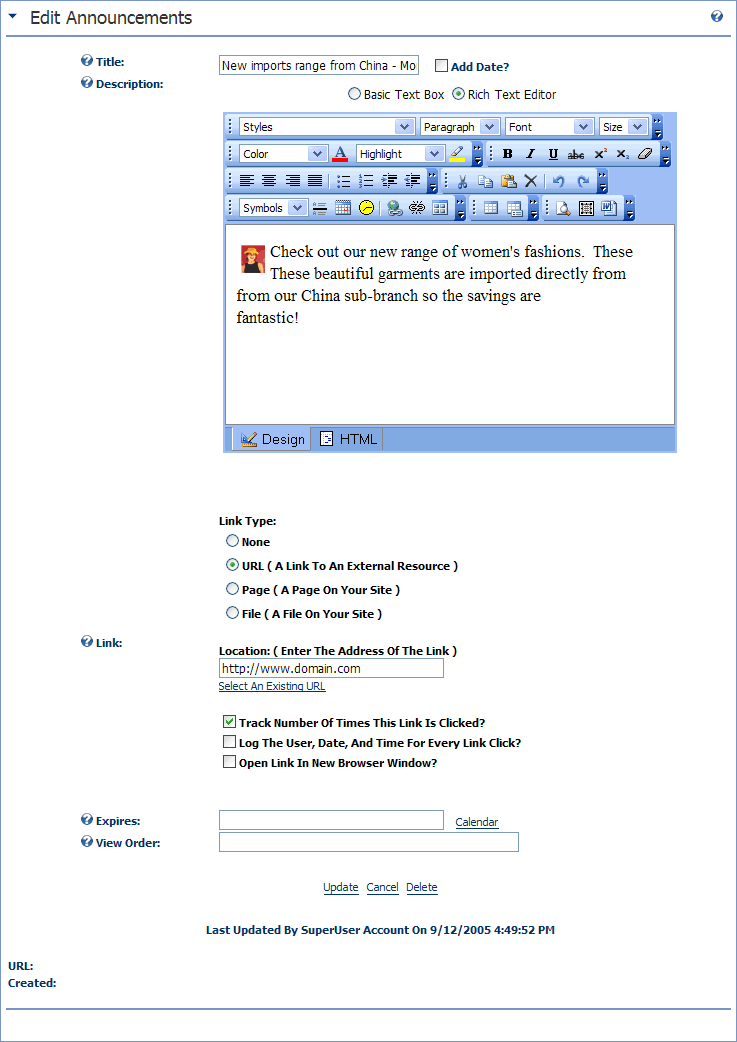 Edit Announcements
Title: New imports range from China - Mo Add Date?
Description:
Basic Text Box Rich Text Editor
Styles Paragraph Font Size
Color A Highlight B I U abc x² x₂
Symbols
Check out our new range of women's fashions. These
These beautiful garments are imported directly from
from our China sub-branch so the savings are
fantastic!
Design HTML
Link Type:
None
URL ( A Link To An External Resource )
Page ( A Page On Your Site )
File ( A File On Your Site )
Link:
Location: ( Enter The Address Of The Link )
http://www.domain.com
Select An Existing URL
Track Number Of Times This Link Is Clicked?
Log The User, Date, And Time For Every Link Click?
Open Link In New Browser Window?
Expires: Calendar
View Order:
Update Cancel Delete
Last Updated By SuperUser Account On 9/12/2005 4:49:52 PM
URL:
Created: